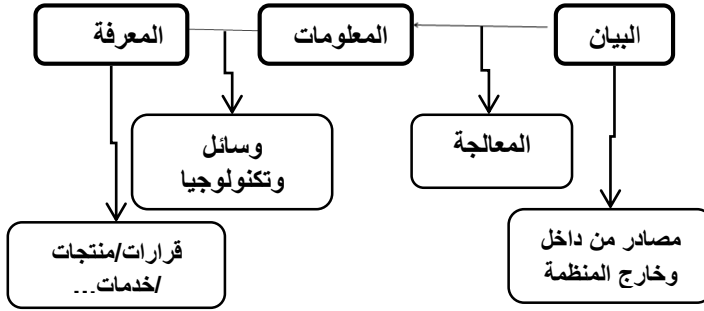 البيان
المعلومات
المعرفة
المعالجة
وسائل
وتكنولوجيا
مصادر من داخل
وخارج المنظمة
قرارات/منتجات
/خدمات...